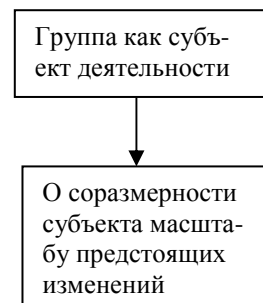 Группа как субъ-
ект деятельности
О соразмерности
субъекта масшта-
бу предстоящих
изменений